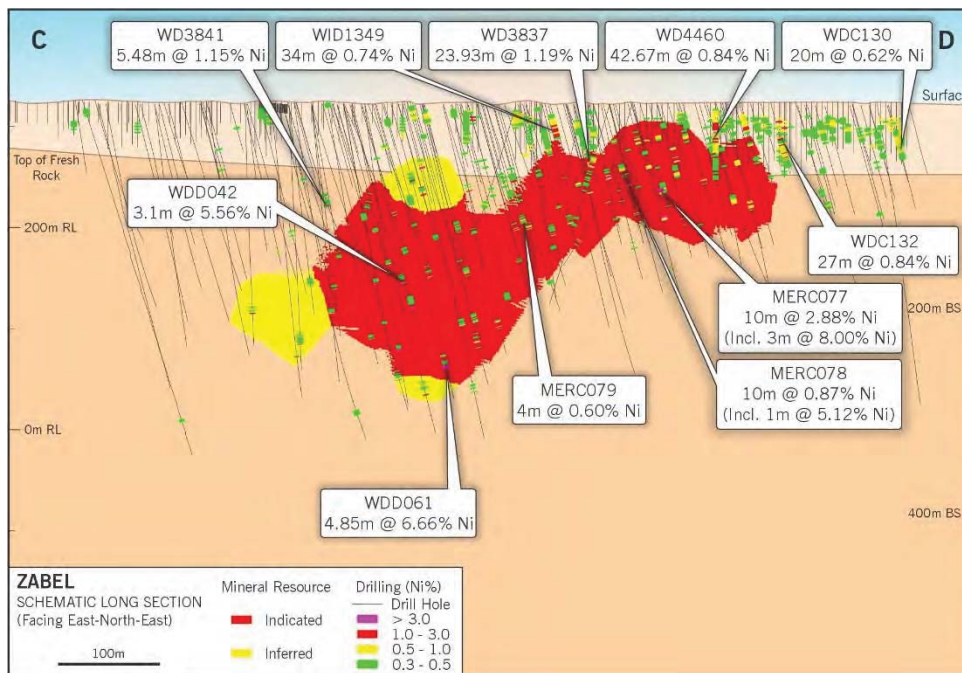 C
D
WD3841
5.48m @ 1.15% Ni
WID1349
34m @ 0.74% Ni
WD3837
23.93m @ 1.19% Ni
WD4460
42.67m @ 0.84% Ni
WDC130
20m @ 0.62% Ni
Surfac
Top of Fresh
Rock
WDD042
3.1m @ 5.56% Ni
200m RL
WDC132
27m @ 0.84% Ni
MERC077
10m @ 2.88% Ni
(Incl. 3m @ 8.00% Ni)
200m BS
MERC078
10m @ 0.87% Ni
(Incl. 1m @ 5.12% Ni)
MERC079
4m @ 0.60% Ni
0m RL
WDD061
4.85m @ 6.66% Ni
400m BS
ZABEL
SCHEMATIC LONG SECTION
(Facing East-North-East)
100m
Mineral Resource
Indicated
Inferred
Drilling (Ni%)
Drill Hole
> 3.0
1.0 - 3.0
0.5 - 1.0
0.3 - 0.5